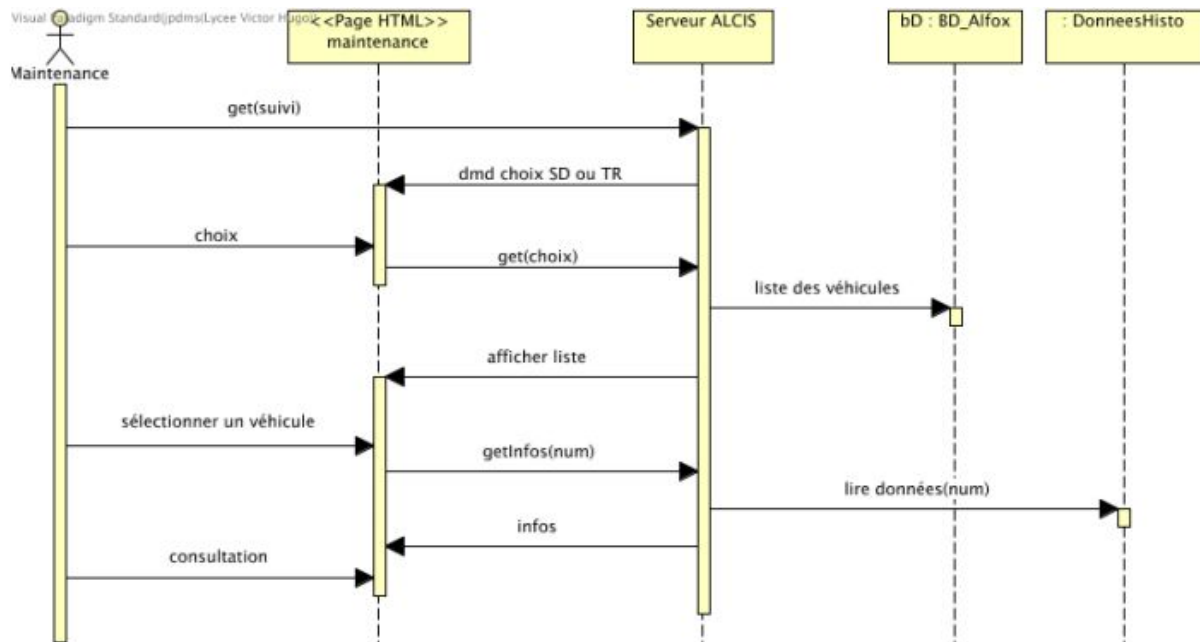 Visual Paradigm Standard(jpdms(Lycee Victor Hugo))
Maintenance
<<Page HTML>>
maintenance
Serveur ALCIS
bD : BD_Alfox
: DonneesHisto
get(suivi)
dmd choix SD ou TR
choix
get(choix)
liste des véhicules
afficher liste
sélectionner un véhicule
getInfos(num)
lire données(num)
infos
consultation